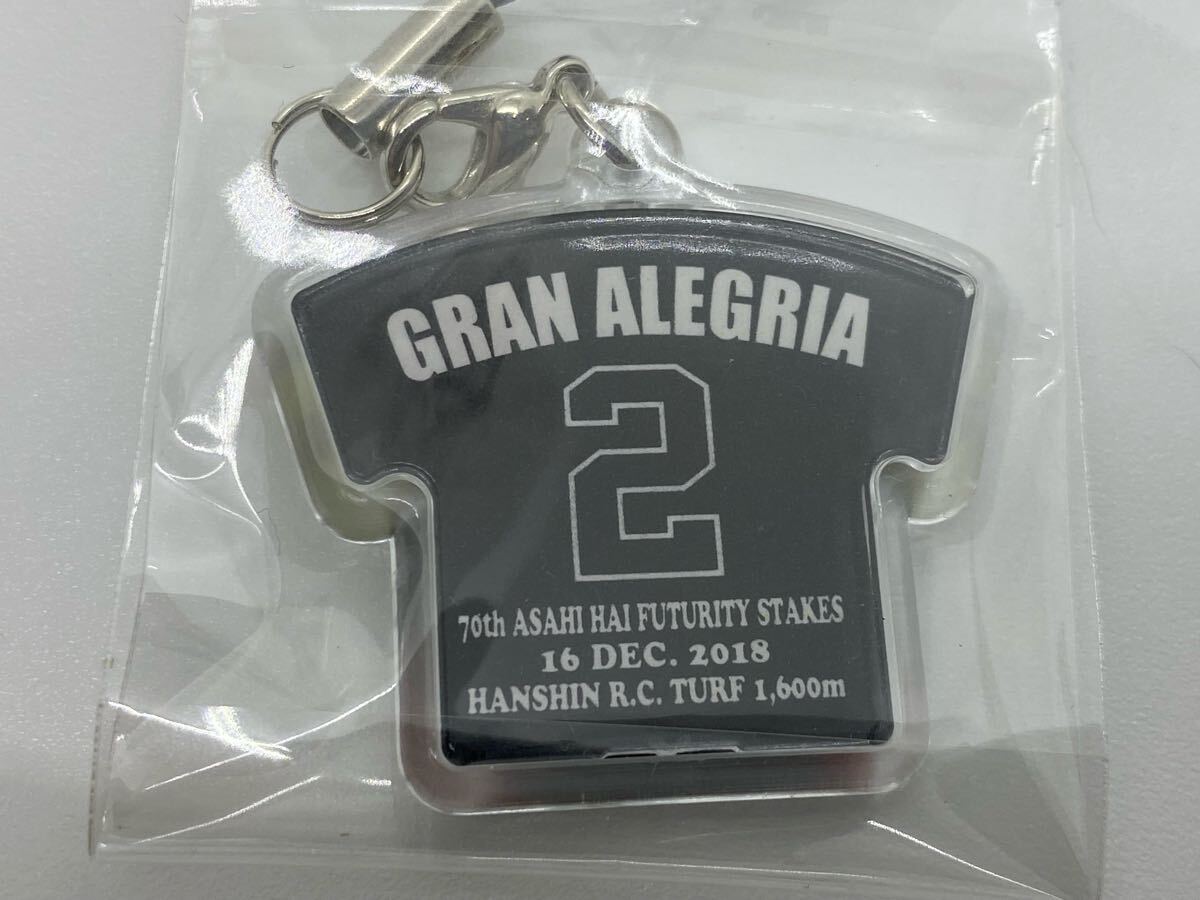 GRAN ALEGRIA
2
70th ASAHI HAI FUTURITY STAKES
16 DEC. 2018
HANSHIN R.C. TURF 1,600m